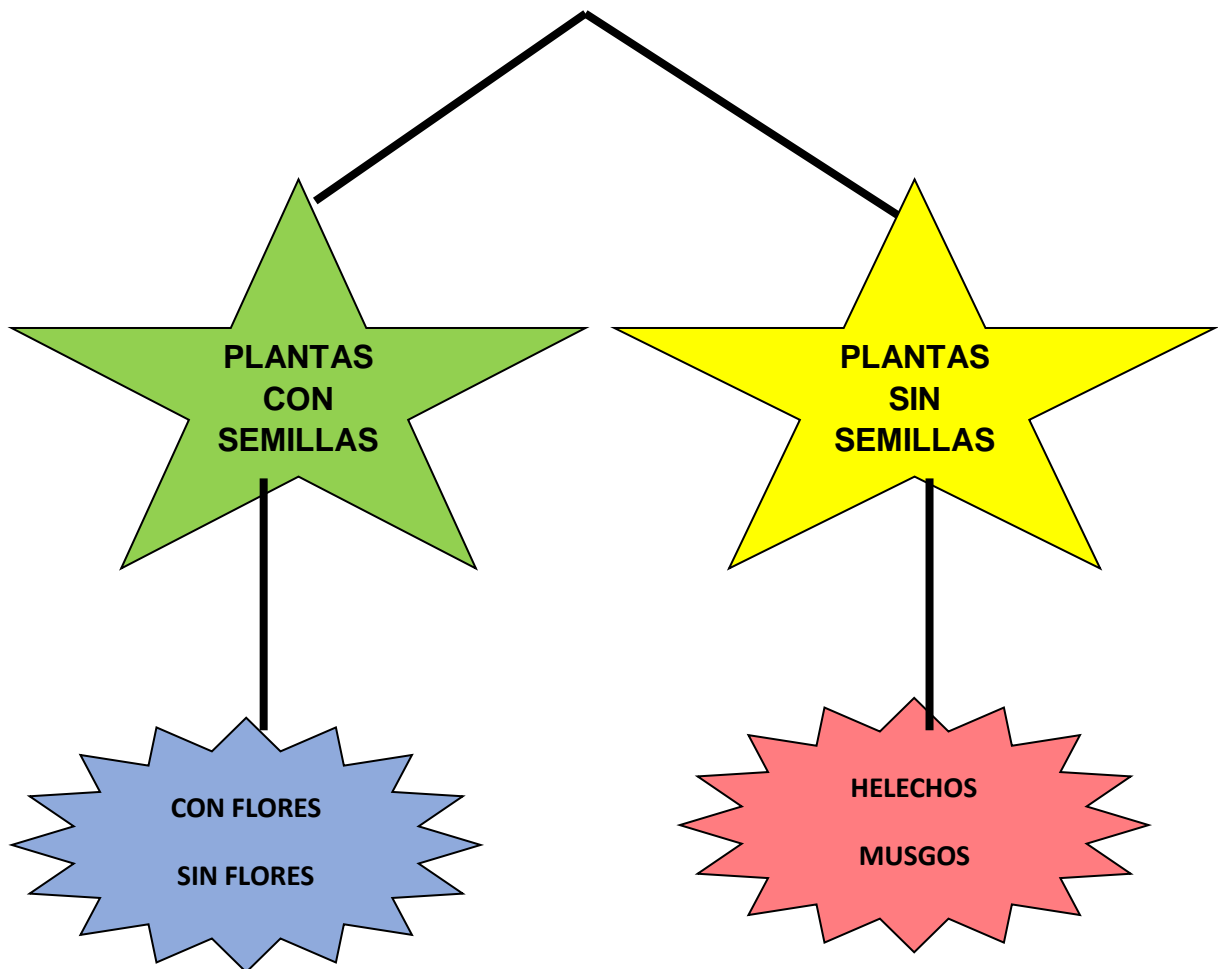 PLANTAS
CON
SEMILLAS
PLANTAS
SIN
SEMILLAS
CON FLORES
SIN FLORES
HELECHOS
MUSGOS